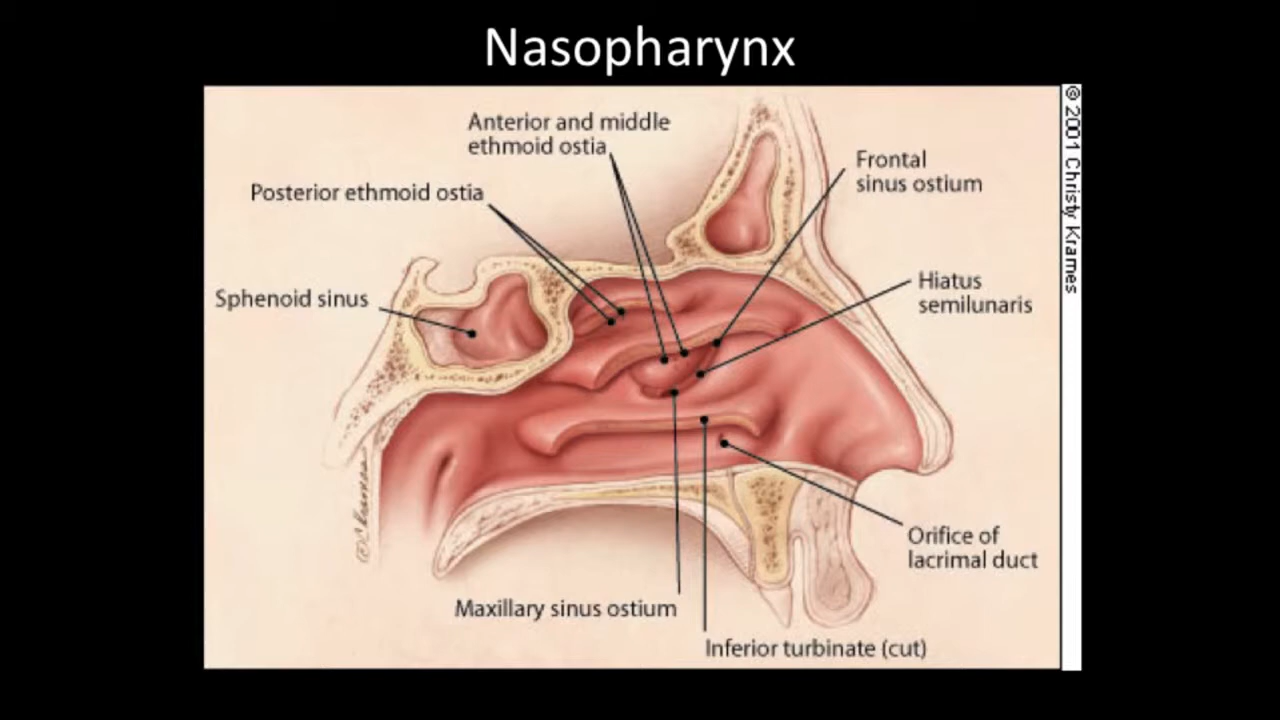 Nasopharynx
Anterior and middle
ethmoid ostia
Frontal
sinus ostium
Posterior ethmoid ostia
Hiatus
semilunaris
Sphenoid sinus
Orifice of
lacrimal duct
Maxillary sinus ostium
Inferior turbinate (cut)
© 2001 Christy Krames